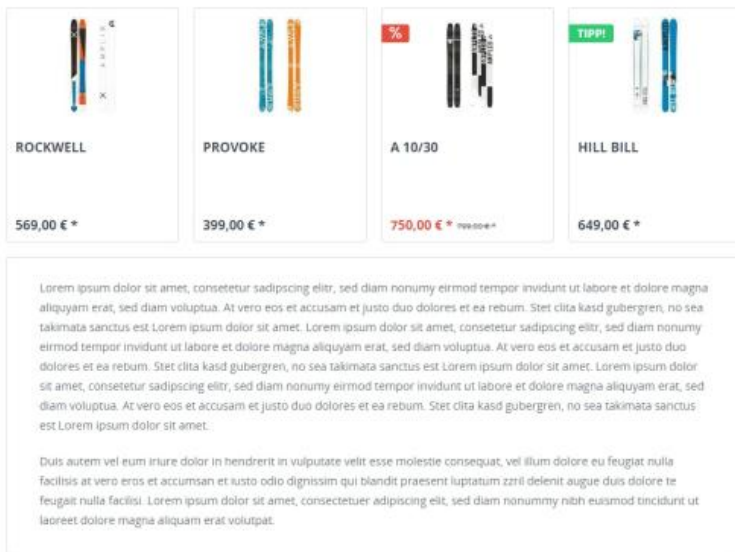 %
TIPP!
ROCKWELL
PROVOKE
A 10/30
HILL BILL
569,00 € *
399,00 € *
750,00 € *
649,00 € *
Lorem ipsum dolor sit amet, consetetur sadipscing elitr, sed diam nonumy eirmod tempor invidunt ut labore et dolore magna
aliquyam erat, sed diam voluptua. At vero eos et accusam et justo duo dolores et ea rebum. Stet clita kasd gubergren, no sea
takimata sanctus est Lorem ipsum dolor sit amet. Lorem ipsum dolor sit amet, consetetur sadipscing elitr, sed diam nonumy
eirmod tempor invidunt ut labore et dolore magna aliquyam erat, sed diam voluptua. At vero eos et accusam et justo duo
dolores et ea rebum. Stet clita kasd gubergren, no sea takimata sanctus est Lorem ipsum dolor sit amet. Lorem ipsum dolor
sit amet, consetetur sadipscing elitr, sed diam nonumy eirmod tempor invidunt ut labore et dolore magna aliquyam erat, sed
diam voluptua. At vero eos et accusam et justo duo dolores et ea rebum. Stet clita kasd gubergren, no sea takimata sanctus
est Lorem ipsum dolor sit amet.
Duis autem vel eum iriure dolor in hendrerit in vulputate velit esse molestie consequat, vel illum dolore eu feugiat nulla
facilisis at vero eros et accumsan et iusto odio dignissim qui blandit praesent luptatum zzril delenit augue duis dolore te
feugait nulla facilisi. Lorem ipsum dolor sit amet, consectetuer adipiscing elit, sed diam nonummy nibh euismod tincidunt ut
laoreet dolore magna aliquam erat volutpat.